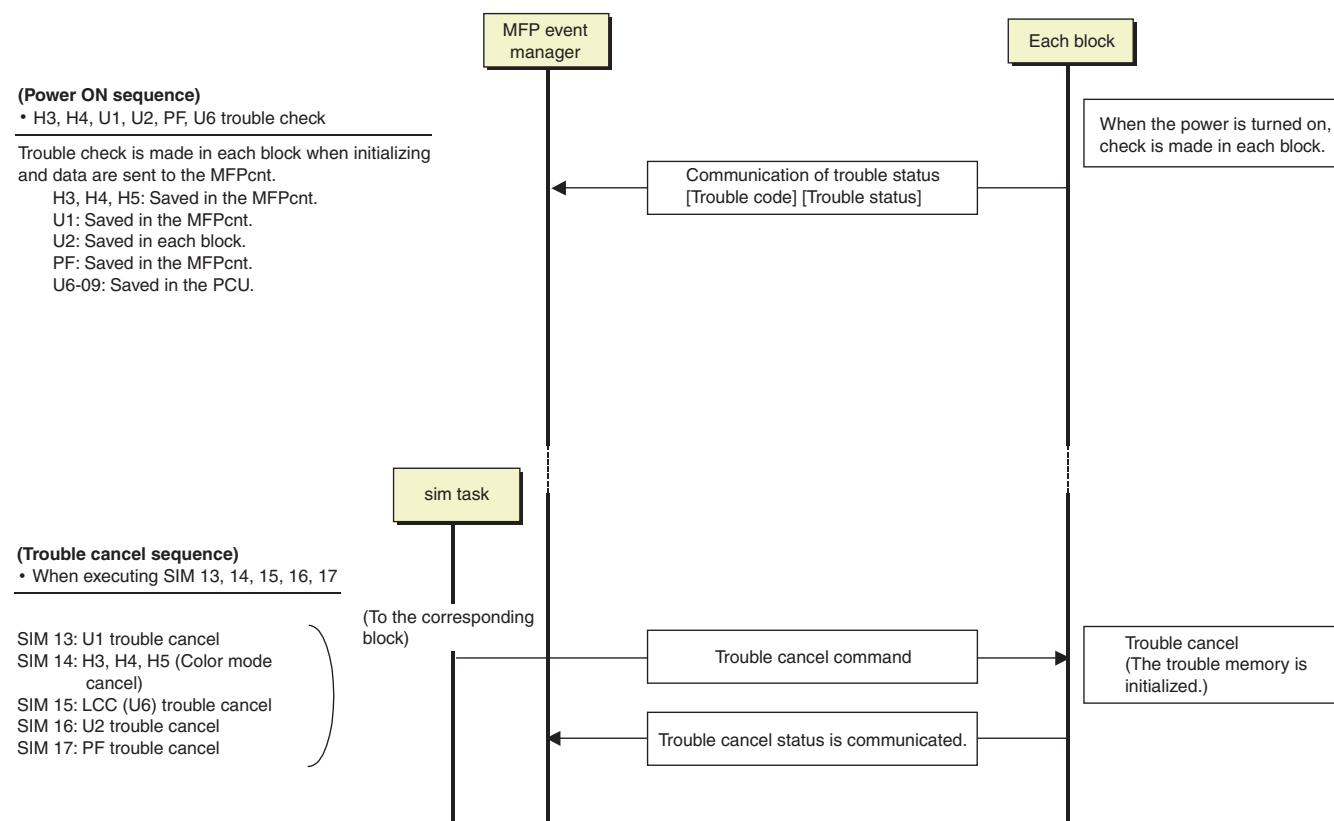 MFP event
manager
Each block
(Power ON sequence)
• H3, H4, U1, U2, PF, U6 trouble check
Trouble check is made in each block when initializing
and data are sent to the MFPcnt.
H3, H4, H5: Saved in the MFPcnt.
U1: Saved in the MFPcnt.
U2: Saved in each block.
PF: Saved in the MFPcnt.
U6-09: Saved in the PCU.
Communication of trouble status
[Trouble code] [Trouble status]
When the power is turned on,
check is made in each block.
sim task
(Trouble cancel sequence)
• When executing SIM 13, 14, 15, 16, 17
SIM 13: U1 trouble cancel
SIM 14: H3, H4, H5 (Color mode
cancel)
SIM 15: LCC (U6) trouble cancel
SIM 16: U2 trouble cancel
SIM 17: PF trouble cancel
(To the corresponding
block)
Trouble cancel command
Trouble cancel
(The trouble memory is
initialized.)
Trouble cancel status is communicated.